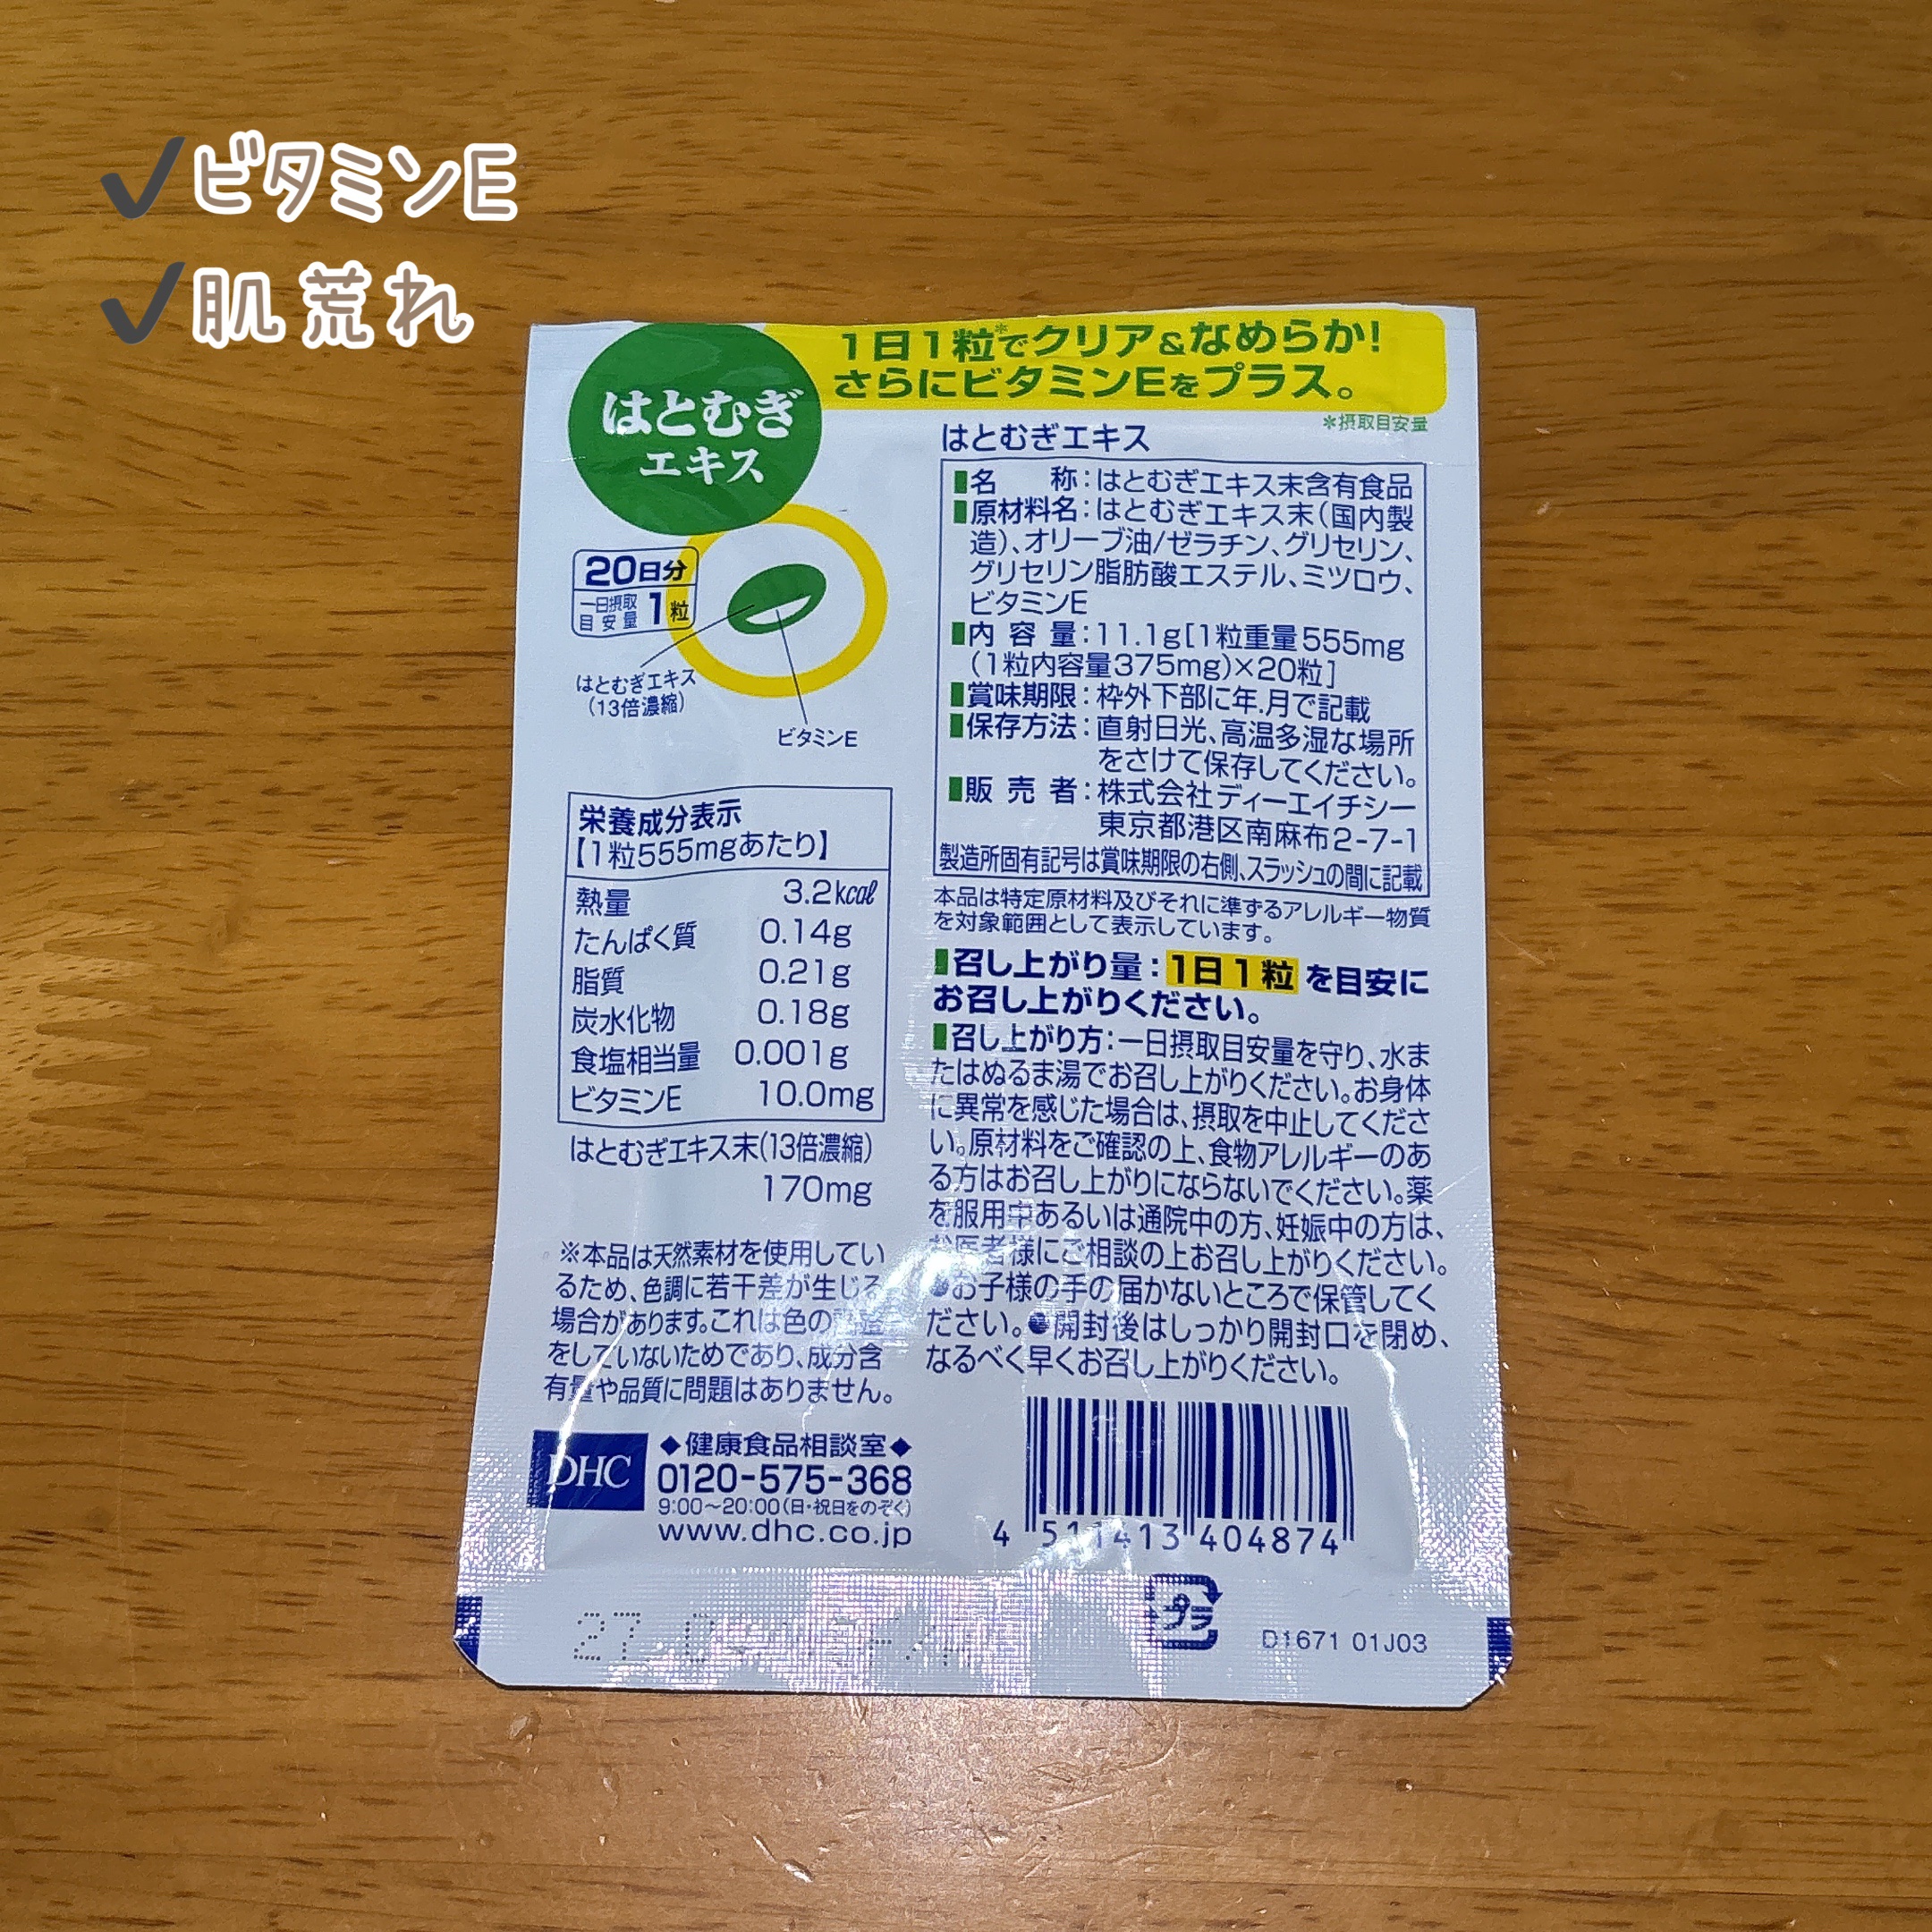 ✔ビタミンE
✔肌荒れ
はとむぎ
エキス
1日1粒*でクリア&なめらか!
さらにビタミンEをプラス。
*摂取目安量
20日分
一日摂取
目安量 1粒
はとむぎエキス
(13倍濃縮)
ビタミンE
栄養成分表示
【1粒555mgあたり】
熱量 3.2kcal
たんぱく質 0.14g
脂質 0.21g
炭水化物 0.18g
食塩相当量 0.001g
ビタミンE 10.0mg
はとむぎエキス末(13倍濃縮)
170mg
※本品は天然素材を使用してい
るため、色調に若干差が生じる
場合があります。これは色の
をしていないためであり、成分含
有量や品質に問題はありません。
はとむぎエキス
■名 称:はとむぎエキス末含有食品
■原材料名:はとむぎエキス末(国内製
造)、オリーブ油/ゼラチン、グリセリン、
グリセリン脂肪酸エステル、ミツロウ、
ビタミンE
■内 容 量:11.1g[1粒重量555mg
(1粒内容量375mg)×20粒]
■賞味期限:枠外下部に年.月で記載
■保存方法:直射日光、高温多湿な場所
をさけて保存してください。
■販 売 者:株式会社ディーエイチシー
東京都港区南麻布2-7-1
製造所固有記号は賞味期限の右側、スラッシュの間に記載
本品は特定原材料及びそれに準ずるアレルギー物質
を対象範囲として表示しています。
■召し上がり量:1日1粒を目安に
お召し上がりください。
■召し上がり方:一日摂取目安量を守り、水ま
たはぬるま湯でお召し上がりください。お身体
に異常を感じた場合は、摂取を中止してくださ
い。原材料をご確認の上、食物アレルギーのあ
る方はお召し上がりにならないでください。薬
を服用中あるいは通院中の方、妊娠中の方は、
お医者様にご相談の上お召し上がりください。
●お子様の手の届かないところで保管してく
ださい。●開封後はしっかり開封口を閉め、
なるべく早くお召し上がりください。
DHC
◆健康食品相談室◆
0120-575-368
9:00～20:00(日・祝日をのぞく)
www.dhc.co.jp
4 511413 404874
プラ
27.0
D1671 01J03